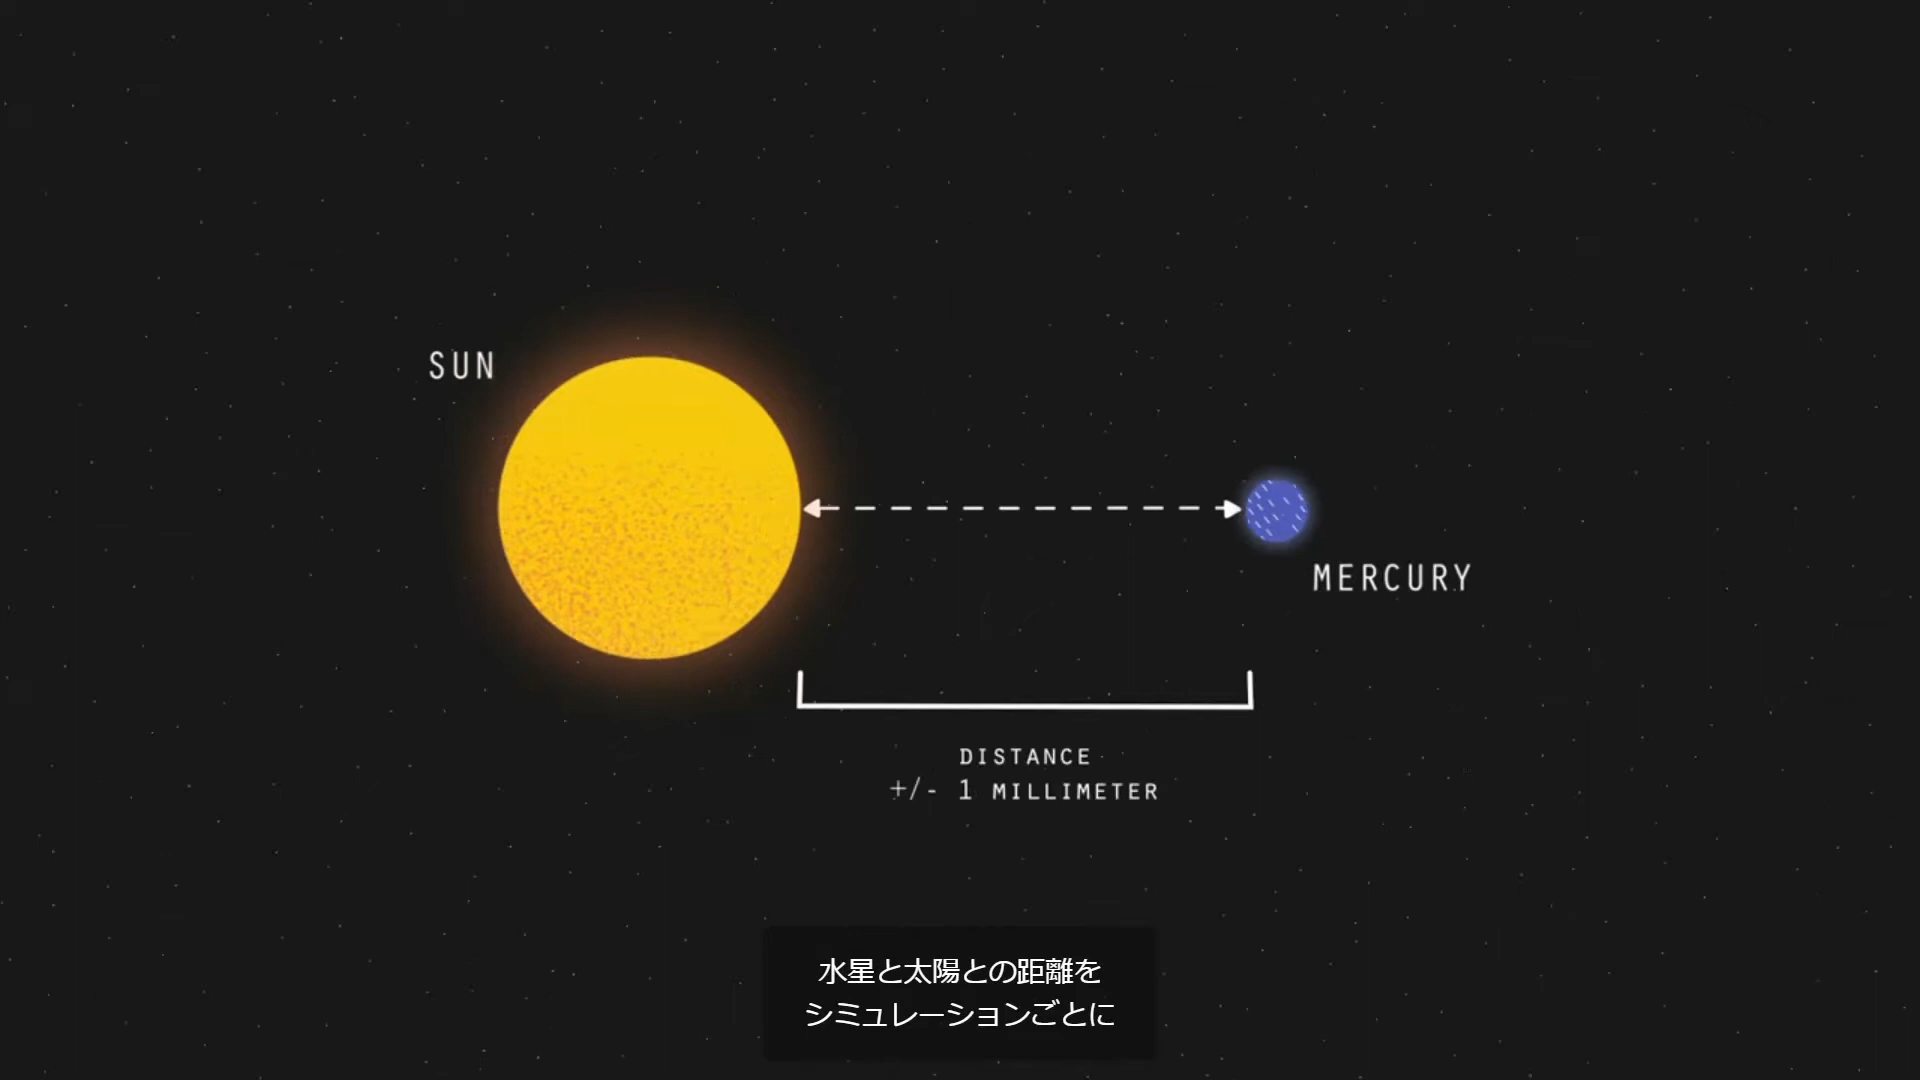 SUN
MERCURY
DISTANCE
+/- 1 MILLIMETER
水星と太陽との距離を
シミュレーションごとに